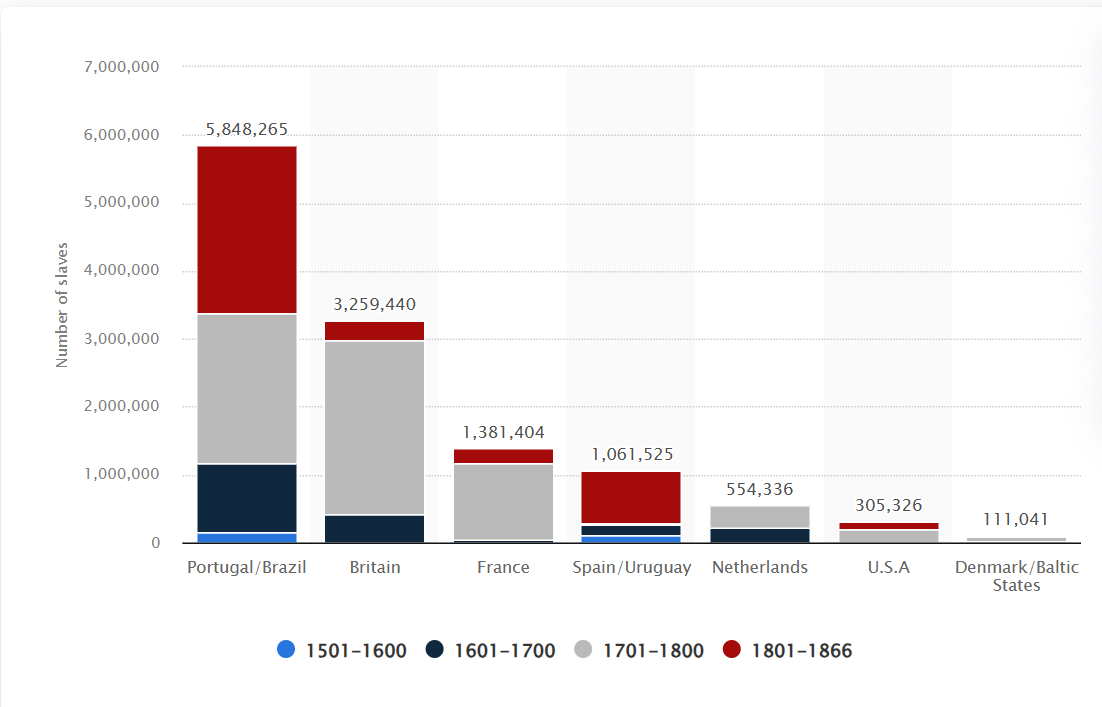 7,000,000
6,000,000
5,000,000
4,000,000
3,000,000
2,000,000
1,000,000
0
Number of slaves
5,848,265
3,259,440
1,381,404
1,061,525
554,336
305,326
111,041
Portugal/Brazil
Britain
France
Spain/Uruguay
Netherlands
U.S.A
Denmark/Baltic
States
1501–1600
1601–1700
1701–1800
1801–1866